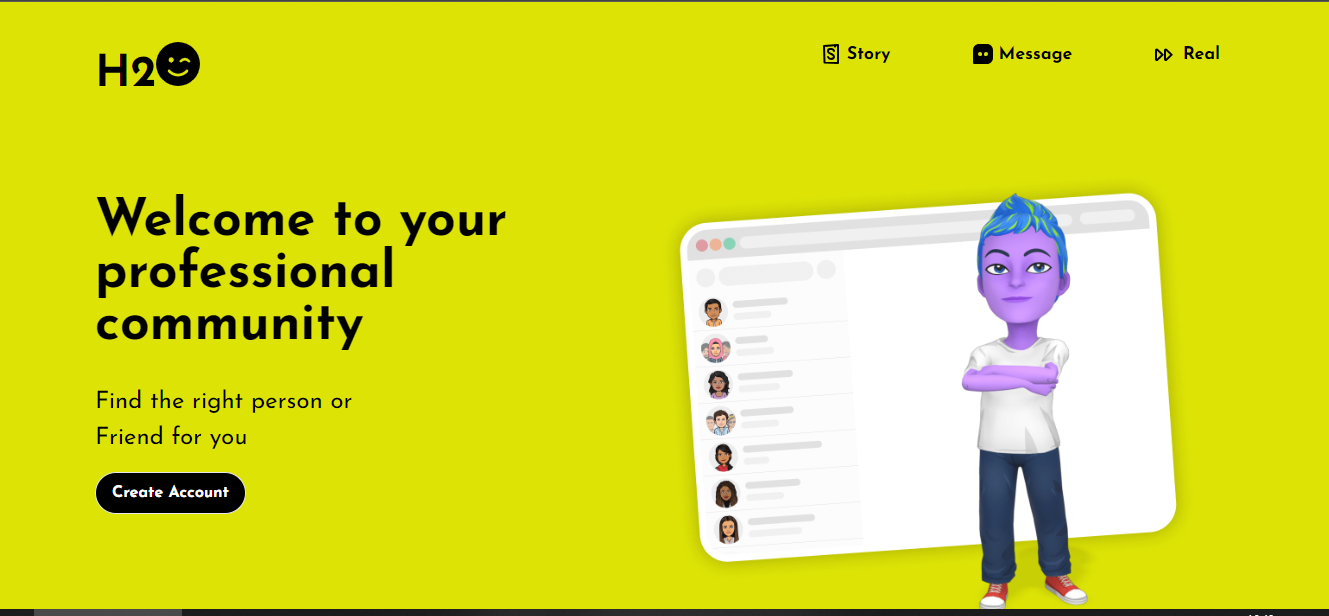 H2
Story
Message
Real
Welcome to your
professional
community
Find the right person or
Friend for you
Create Account